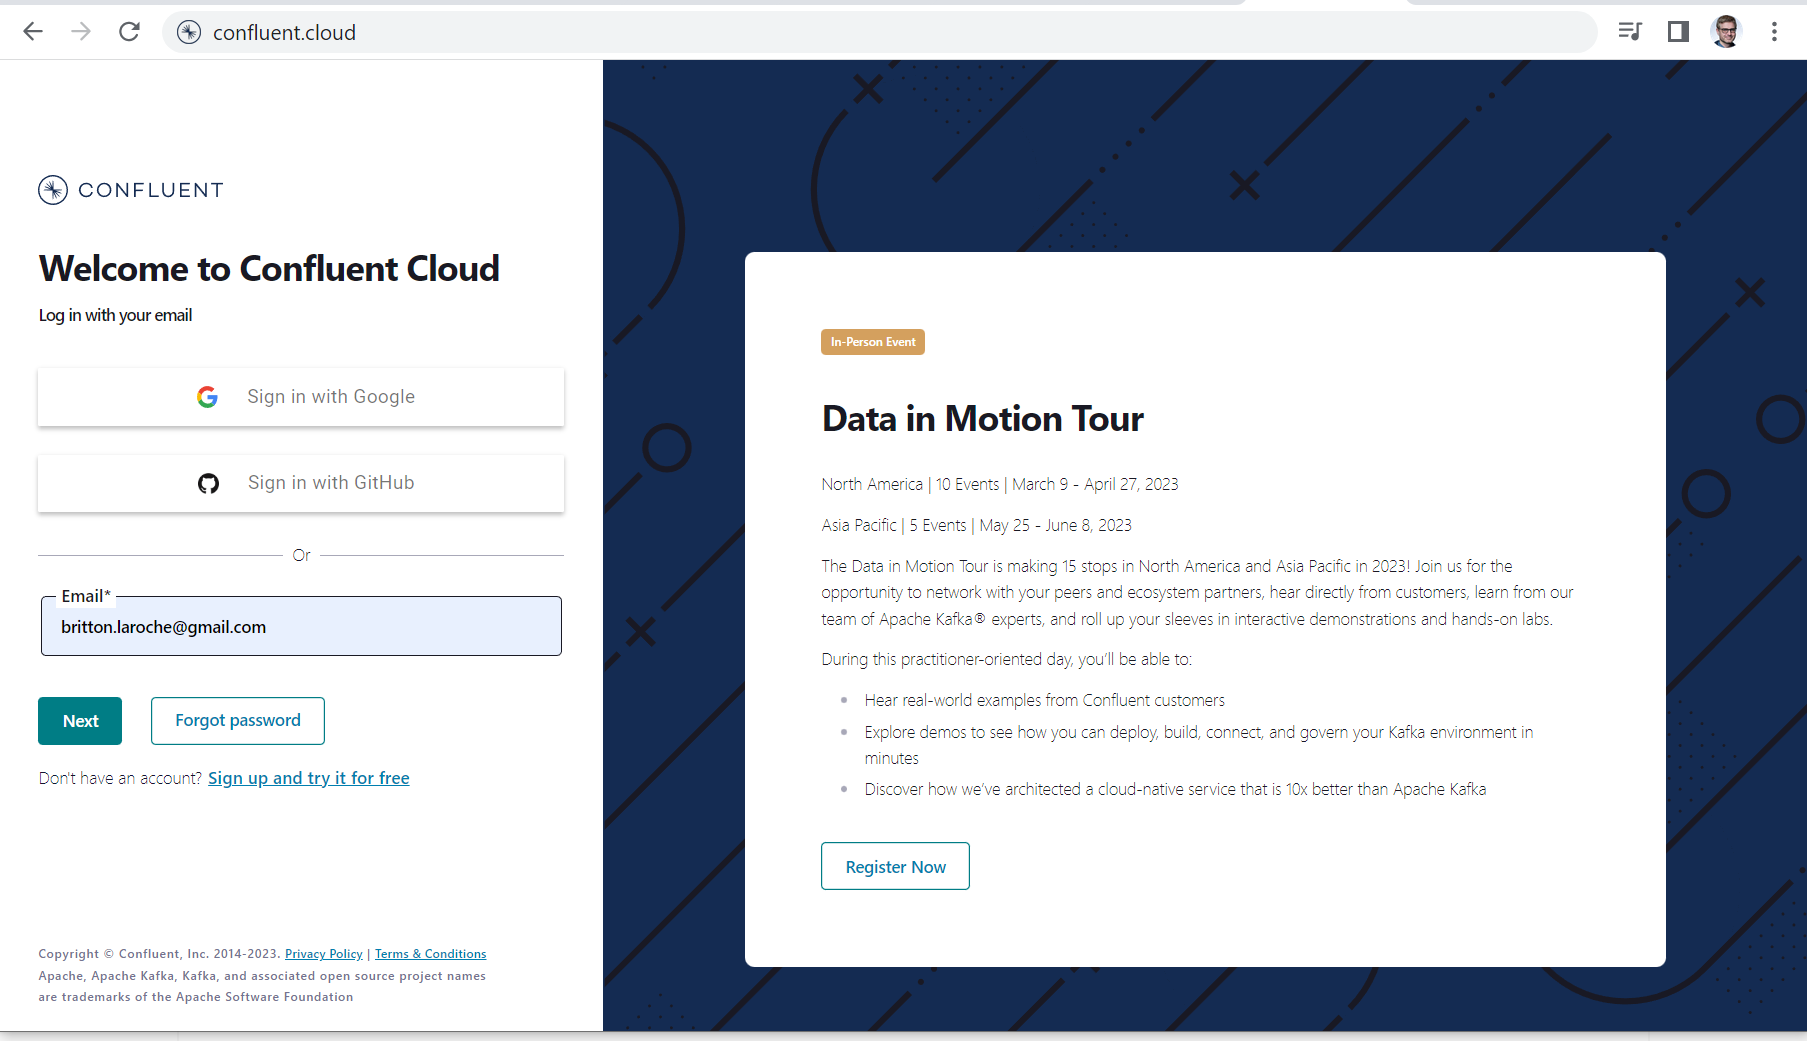 confluent.cloud
CONFLUENT
Welcome to Confluent Cloud
Log in with your email
Sign in with Google
Sign in with GitHub
Or
Email*
britton.laroche@gmail.com
Next
Forgot password
Don't have an account? Sign up and try it for free
Copyright © Confluent, Inc. 2014-2023. Privacy Policy | Terms & Conditions
Apache, Apache Kafka, Kafka, and associated open source project names
are trademarks of the Apache Software Foundation
In-Person Event
Data in Motion Tour
North America | 10 Events | March 9 - April 27, 2023
Asia Pacific | 5 Events | May 25 - June 8, 2023
The Data in Motion Tour is making 15 stops in North America and Asia Pacific in 2023! Join us for the
opportunity to network with your peers and ecosystem partners, hear directly from customers, learn from our
team of Apache Kafka® experts, and roll up your sleeves in interactive demonstrations and hands-on labs.
During this practitioner-oriented day, you'll be able to:
Hear real-world examples from Confluent customers
Explore demos to see how you can deploy, build, connect, and govern your Kafka environment in
minutes
Discover how we've architected a cloud-native service that is 10x better than Apache Kafka
Register Now